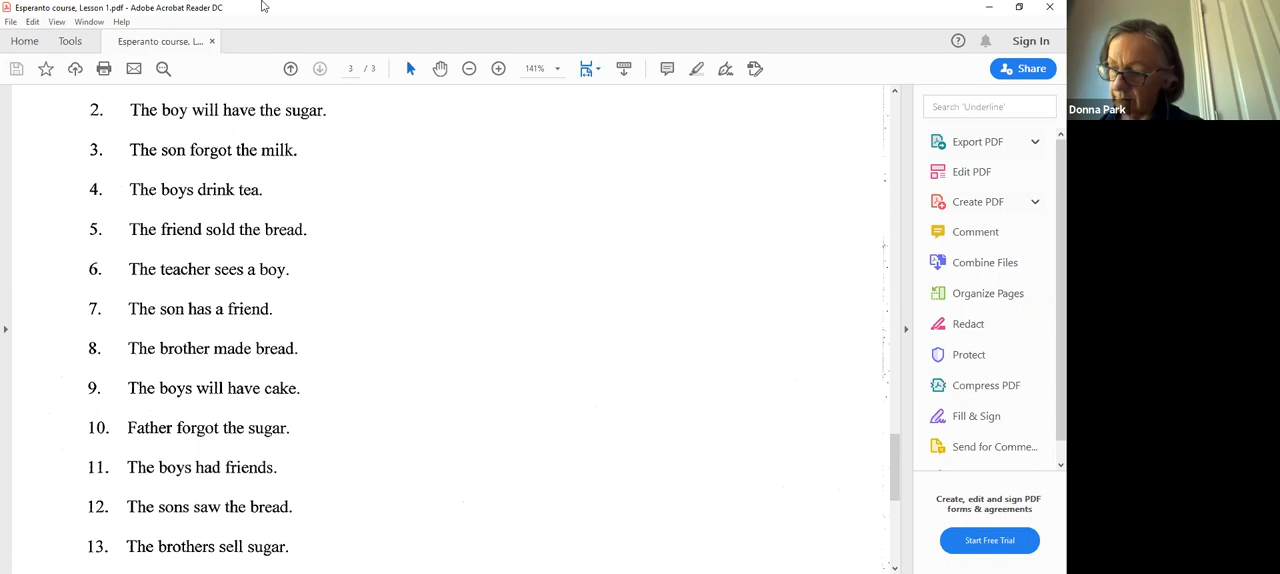 Esperanto course, Lesson 1.pdf - Adobe Acrobat Reader DC
File Edit View Window Help
Home Tools Esperanto course, L... × Sign In
3 / 3 141% Share
Donna Park
2. The boy will have the sugar.
3. The son forgot the milk.
4. The boys drink tea.
5. The friend sold the bread.
6. The teacher sees a boy.
7. The son has a friend.
8. The brother made bread.
9. The boys will have cake.
10. Father forgot the sugar.
11. The boys had friends.
12. The sons saw the bread.
13. The brothers sell sugar.
Search 'Underline'
Export PDF
Edit PDF
Create PDF
Comment
Combine Files
Organize Pages
Redact
Protect
Compress PDF
Fill & Sign
Send for Comme...
Create, edit and sign PDF
forms & agreements
Start Free Trial